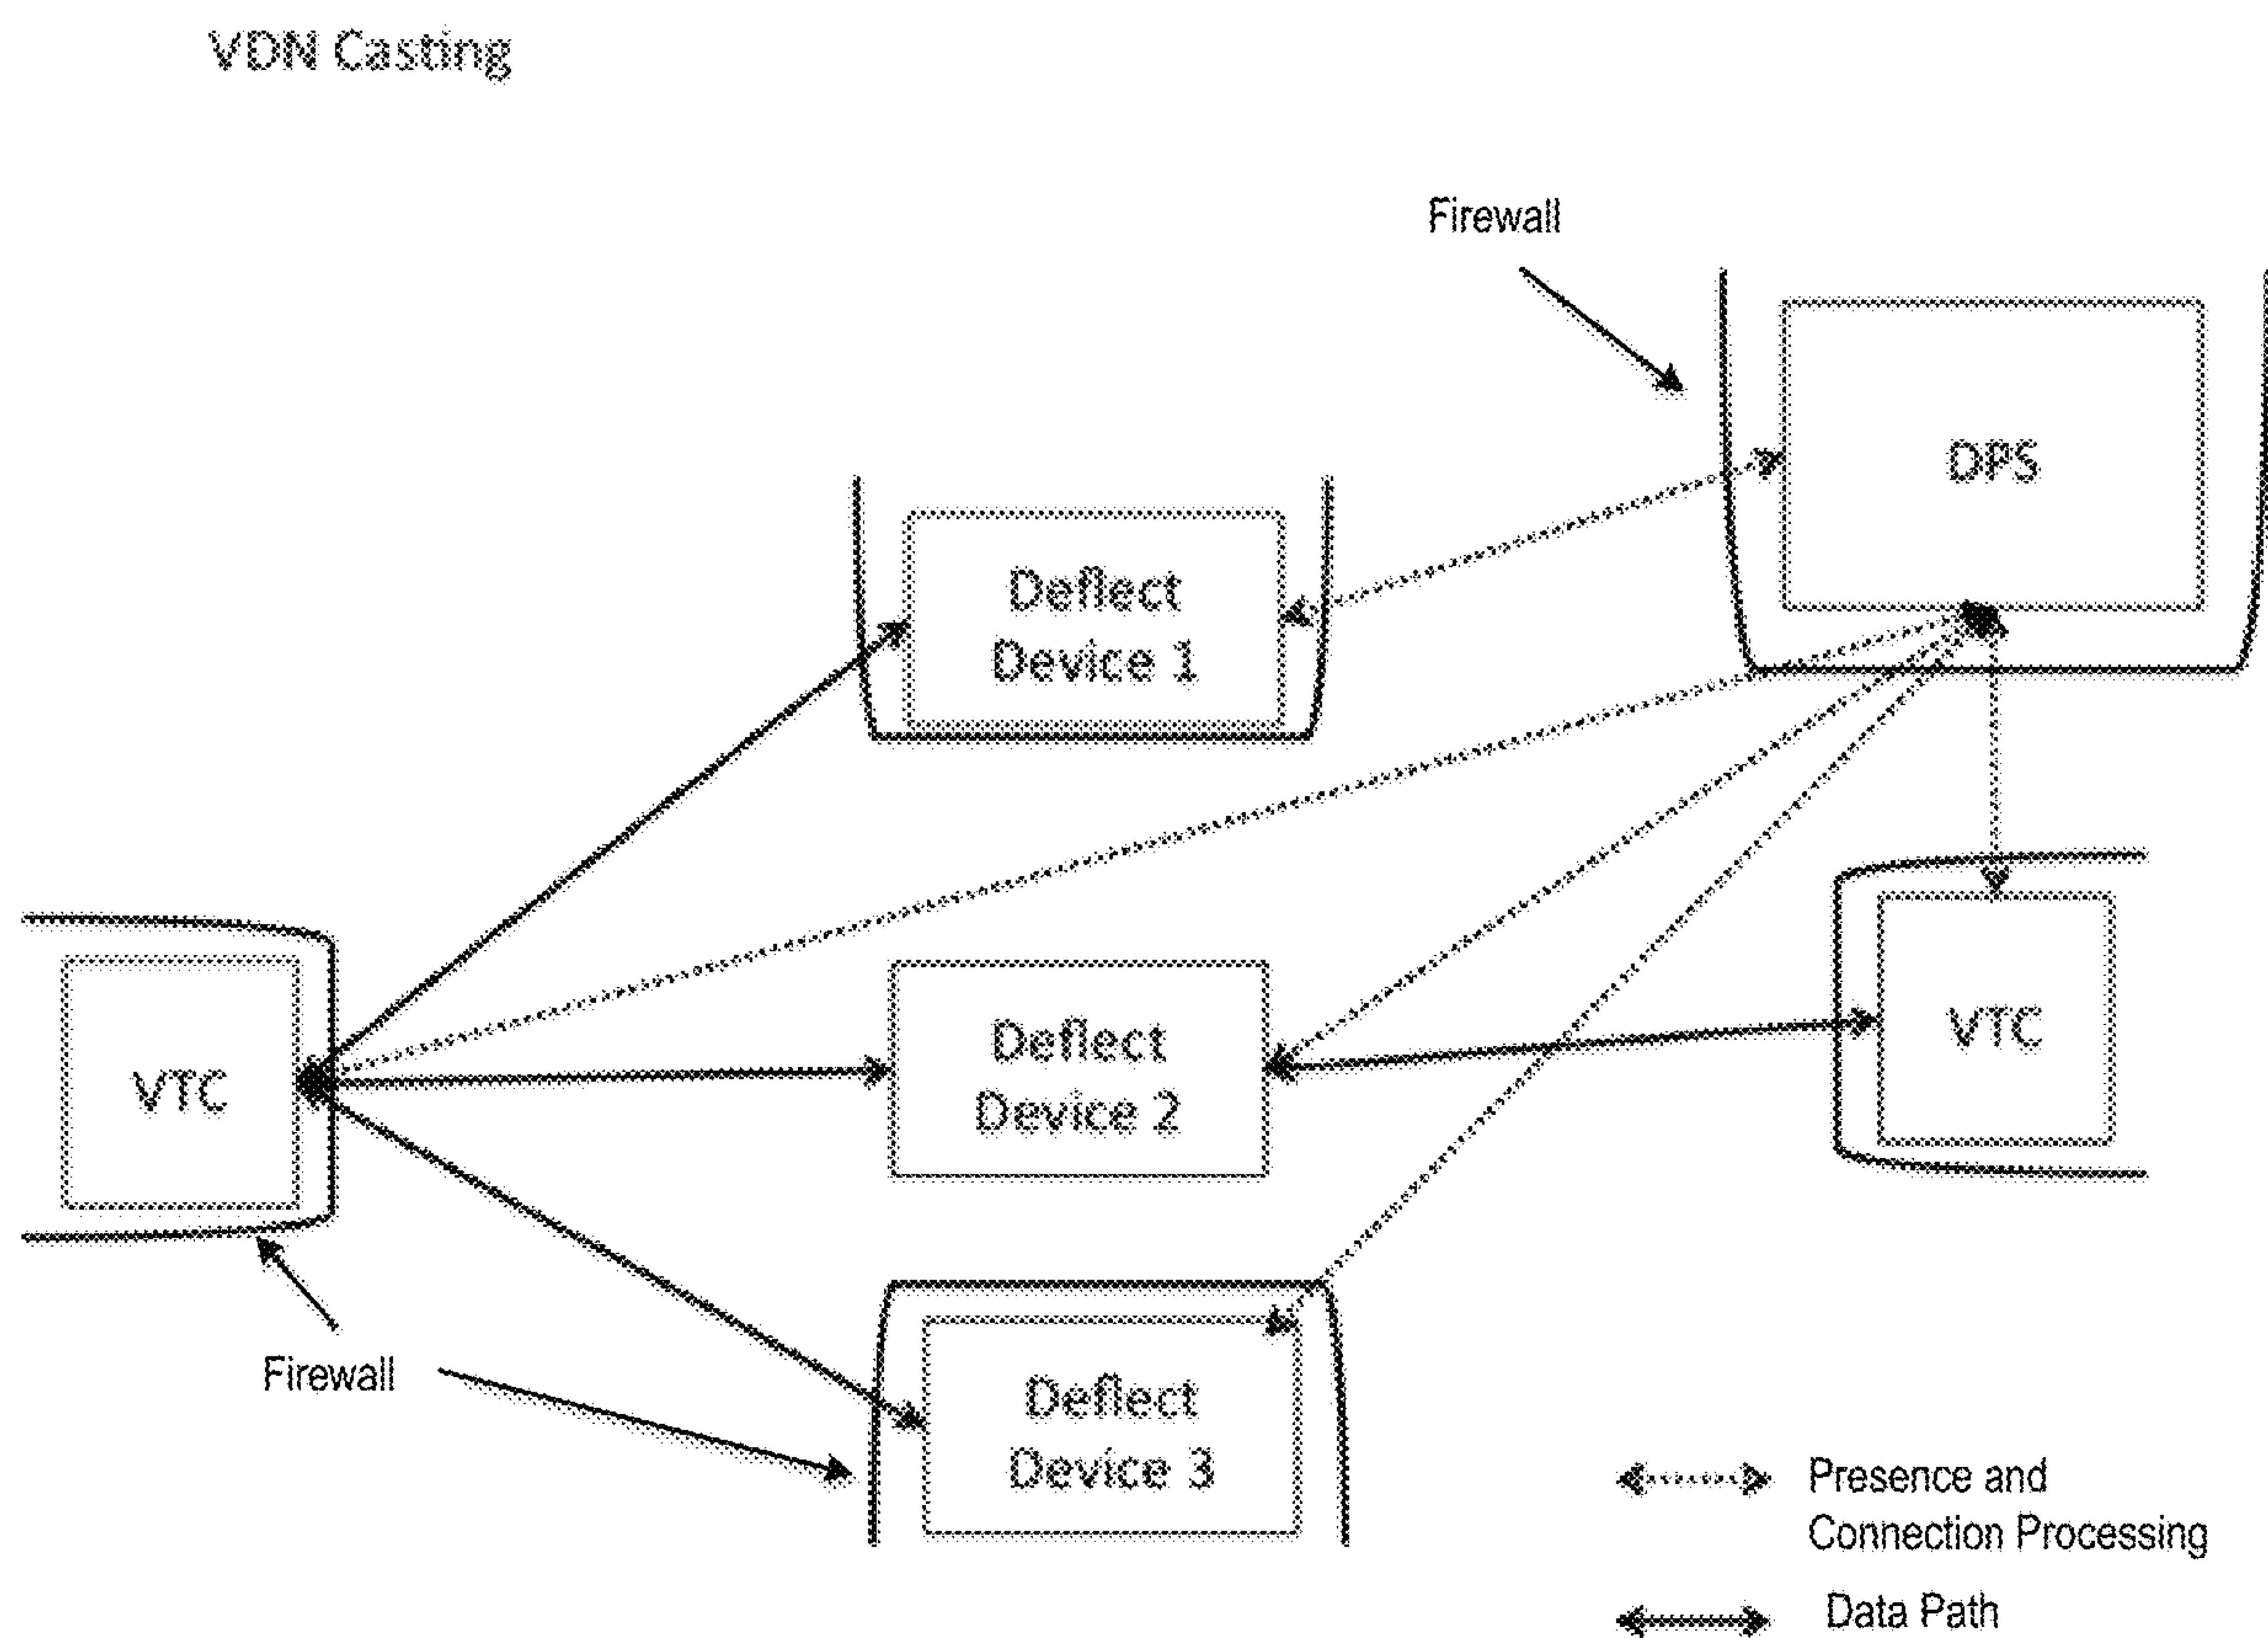 VDN Casting
Firewall
DPS
Deflect
Device 1
VTC
Deflect
Device 2
VTC
Firewall
Deflect
Device 3
Presence and
Connection Processing
Data Path